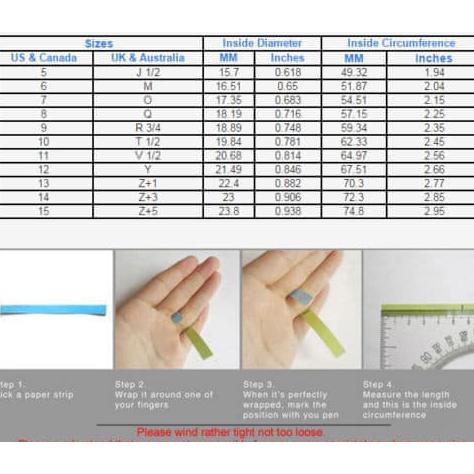 Sizes Inside Diameter Inside Circumference
US & Canada UK & Australia MM Inches MM Inches
5 J 1/2 15.7 0.618 49.32 1.94
6 M 16.51 0.65 51.87 2.04
7 O 17.35 0.683 54.51 2.15
8 Q 18.19 0.716 57.15 2.25
9 R 3/4 18.89 0.748 59.34 2.35
10 T 1/2 19.84 0.781 62.33 2.45
11 V 1/2 20.68 0.814 64.97 2.56
12 Y 21.49 0.846 67.51 2.66
13 Z+1 22.4 0.882 70.3 2.77
14 Z+3 23 0.906 72.3 2.85
15 Z+5 23.8 0.938 74.8 2.95
tep 1.
ick a paper strip
Step 2.
Wrap it around one of
your fingers
Step 3.
When it's perfectly
wrapped, mark the
position with you pen
Step 4.
Measure the length
and this is the inside
circumference
Please wind rather tight not too loose.